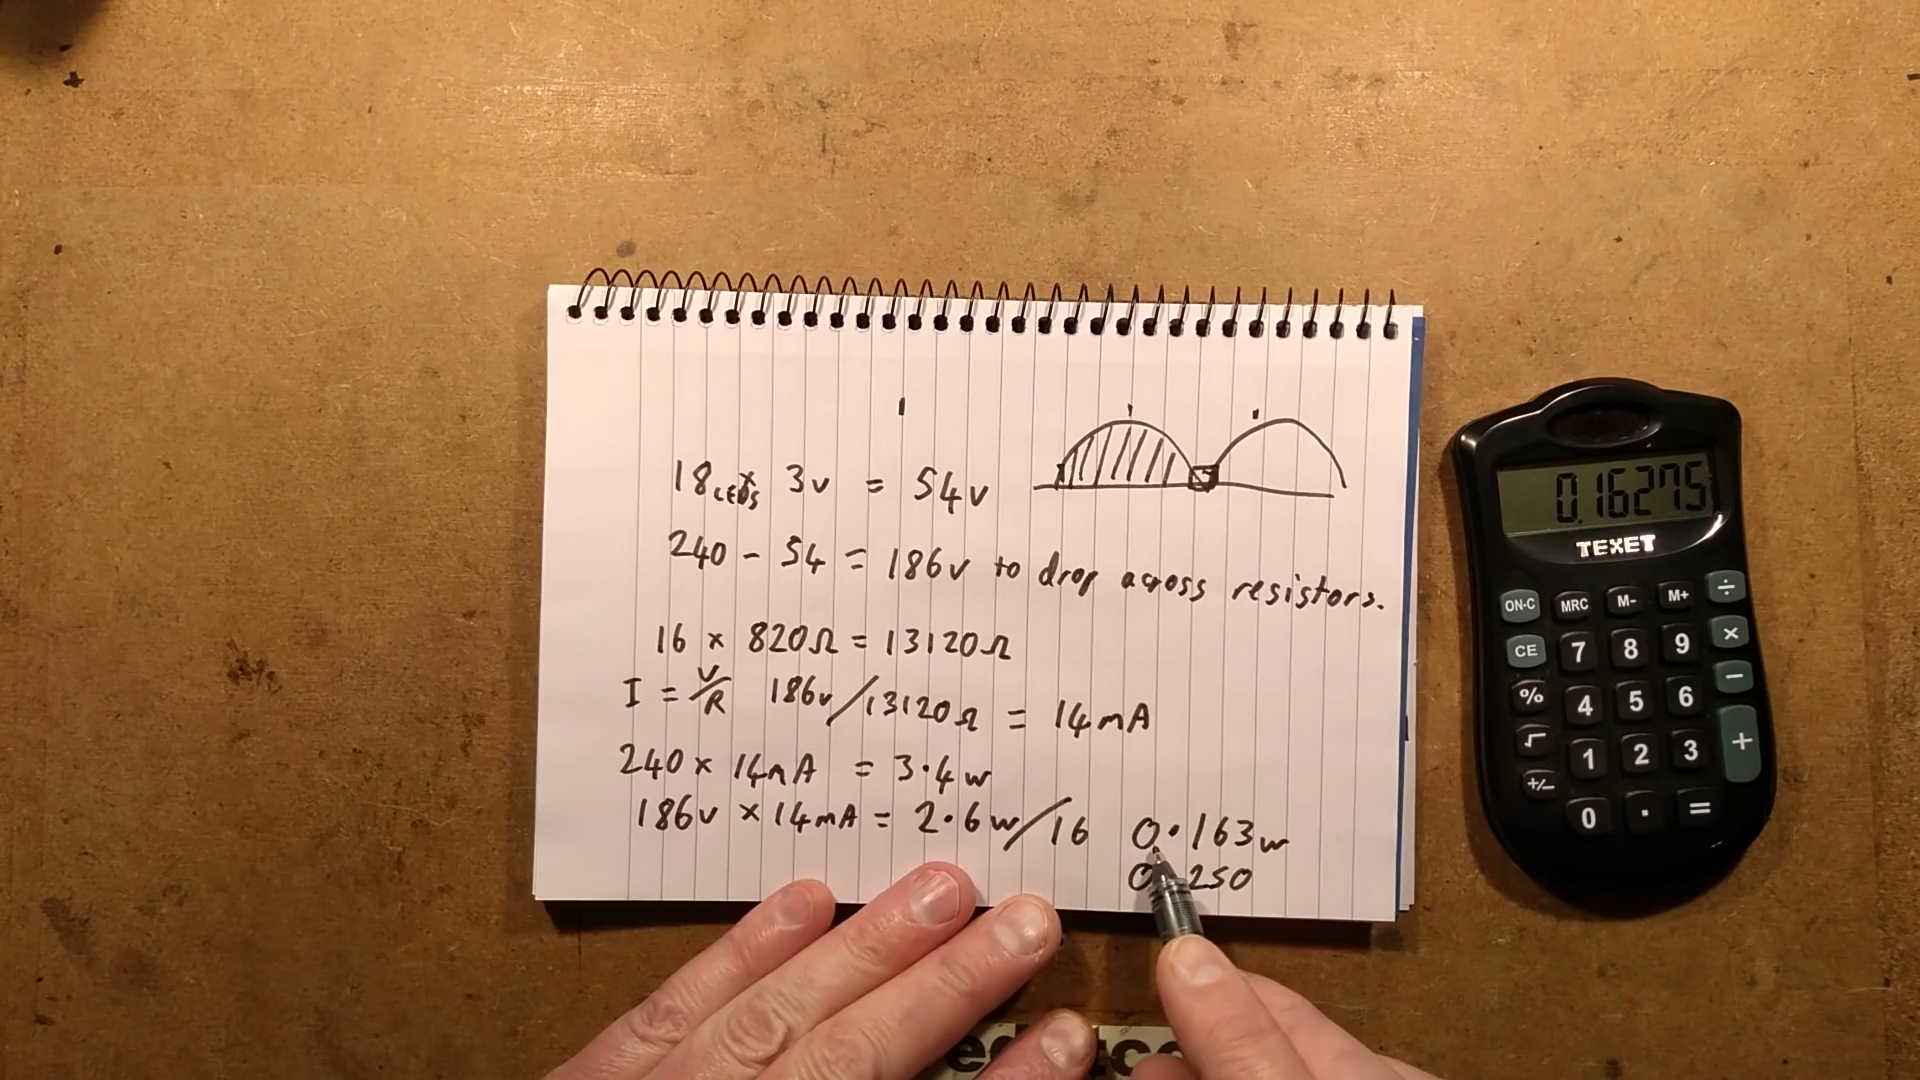 18 LEDs x 3v = 54v
240 - 54 = 186v to drop across resistors.
16 x 820Ω = 13120Ω
I = V/R 186v/13120Ω = 14mA
240 x 14mA = 3.4w
186v x 14mA = 2.6w/16 0.163w
0.250
0.16275
TEXET
ON-C MRC M- M+ ÷
CE 7 8 9 ×
% 4 5 6 −
√ 1 2 3 +
+/- 0 . =